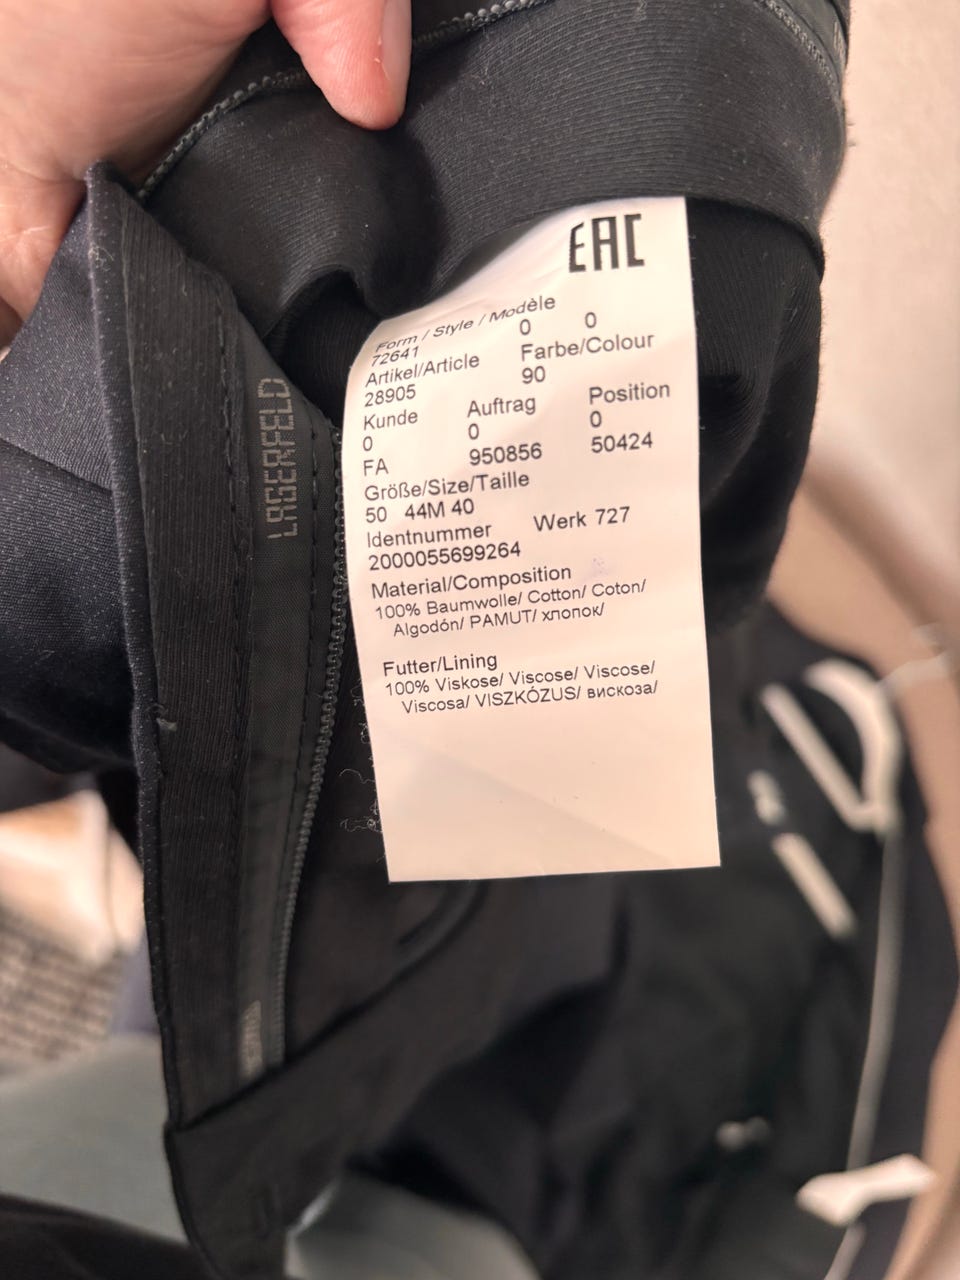 EAC
Form / Style / Modèle
72641 0 0
Artikel/Article Farbe/Colour
28905 90
Kunde Auftrag Position
0 0 0
FA 950856 50424
Größe/Size/Taille
50 44M 40
Identnummer Werk 727
2000055699264
Material/Composition
100% Baumwolle/ Cotton/ Coton/
Algodón/ PAMUT/ хлопок/
Futter/Lining
100% Viskose/ Viscose/ Viscose/
Viscosa/ VISZKÓZUS/ вискоза/
LAGERFELD